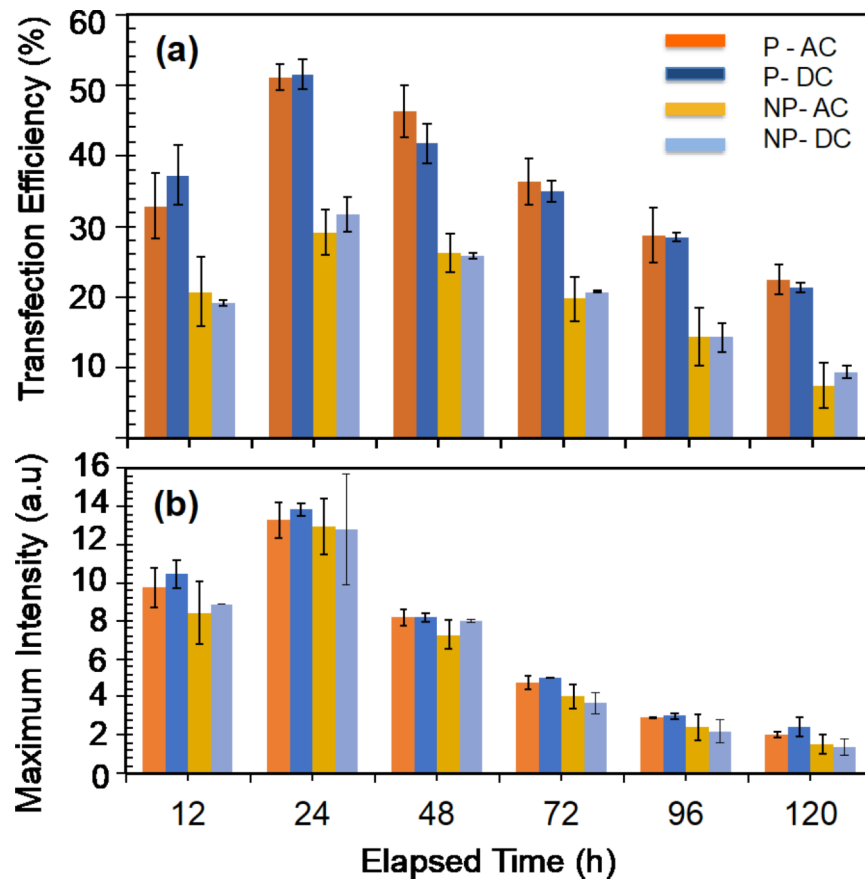 60
50
40
30
20
10
Transfection Efficiency (%)
(a)
P - AC
P - DC
NP- AC
NP- DC
16
14
12
10
8
6
4
2
0
Maximum Intensity (a.u)
(b)
12 24 48 72 96 120
Elapsed Time (h)